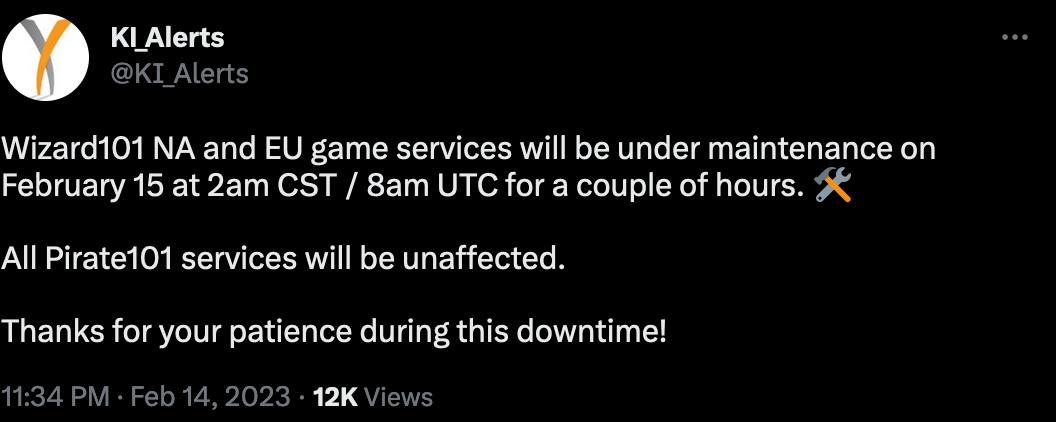 KI_Alerts
@KI_Alerts
Wizard101 NA and EU game services will be under maintenance on
February 15 at 2am CST / 8am UTC for a couple of hours. 🛠️
All Pirate101 services will be unaffected.
Thanks for your patience during this downtime!
11:34 PM · Feb 14, 2023 · 12K Views